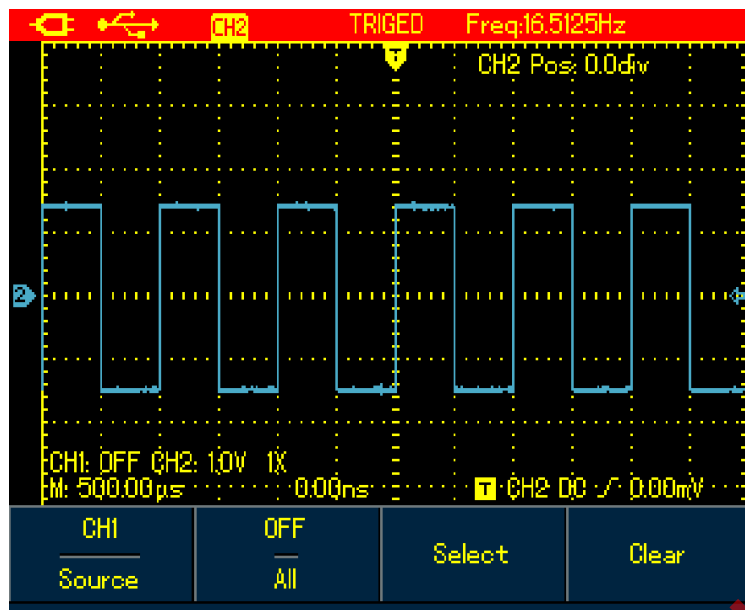 CH2 TRIGED Freq:16.5125Hz
T
CH2 Pos: 0.0div
2
CH1: OFF CH2: 1.0V 1X
M: 500.00µs 0.00ns T CH2 DC 0.00mV
CH1 OFF Select Clear
Source All